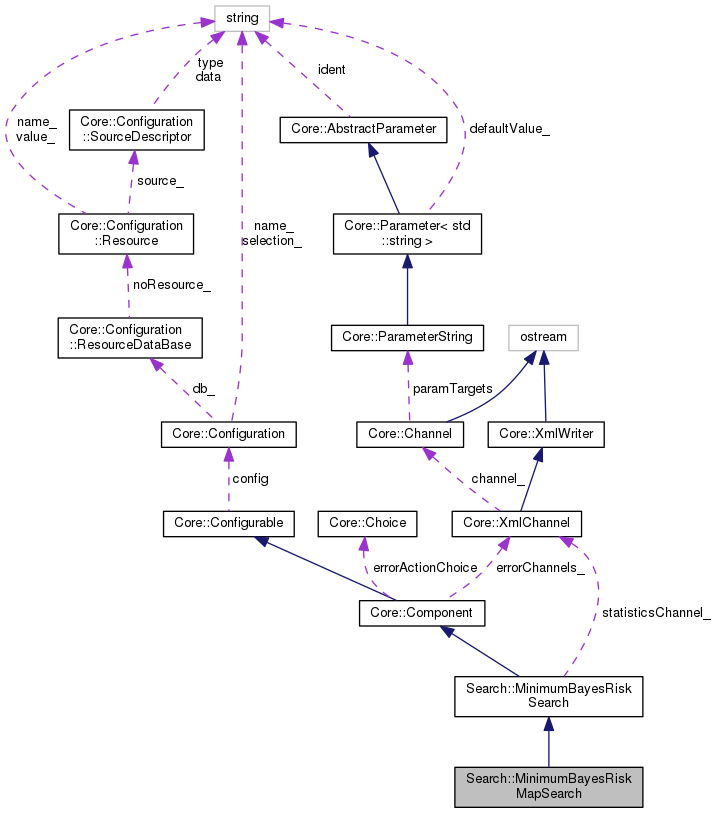 string
type
data
ident
name_
value_
Core::Configuration
::SourceDescriptor
Core::AbstractParameter
defaultValue_
source_
Core::Configuration
::Resource
name_
selection_
Core::Parameter< std
::string >
noResource_
Core::Configuration
::ResourceDataBase
Core::ParameterString
ostream
db_
paramTargets
Core::Configuration
Core::Channel
Core::XmlWriter
config
channel_
Core::Configurable
Core::Choice
Core::XmlChannel
errorActionChoice
errorChannels_
Core::Component
statisticsChannel_
Search::MinimumBayesRisk
Search
Search::MinimumBayesRisk
MapSearch